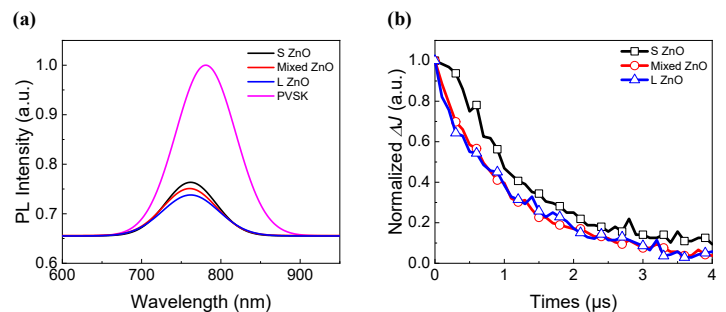 (a)
PL Intensity (a.u.)
1.0
0.9
0.8
0.7
0.6
600
700
800
900
Wavelength (nm)
S ZnO
Mixed ZnO
L ZnO
PVSK
(b)
Normalized ΔJ (a.u.)
1.0
0.8
0.6
0.4
0.2
0.0
0
1
2
3
4
Times (μs)
S ZnO
Mixed ZnO
L ZnO